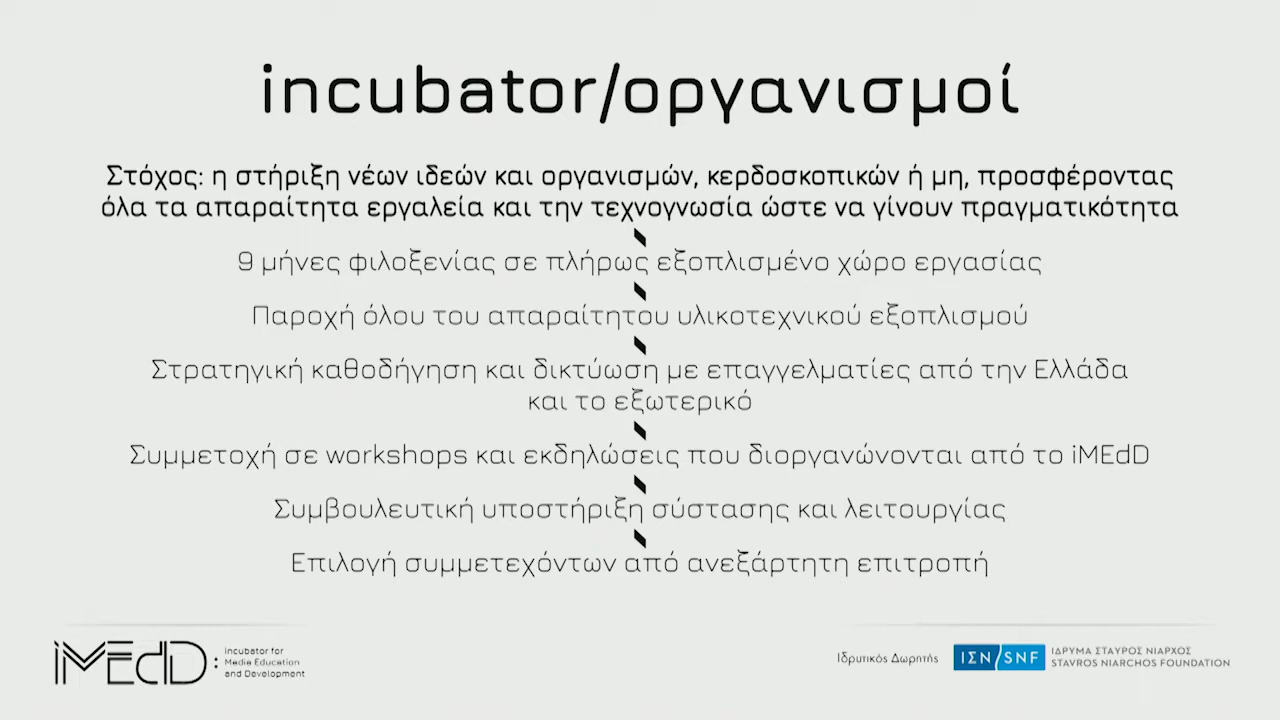 incubator/οργανισμοί
Στόχος: η στήριξη νέων ιδεών και οργανισμών, κερδοσκοπικών ή μη, προσφέροντας
όλα τα απαραίτητα εργαλεία και την τεχνογνωσία ώστε να γίνουν πραγματικότητα
9 μήνες φιλοξενίας σε πλήρως εξοπλισμένο χώρο εργασίας
Παροχή όλου του απαραίτητου υλικοτεχνικού εξοπλισμού
Στρατηγική καθοδήγηση και δικτύωση με επαγγελματίες από την Ελλάδα
και το εξωτερικό
Συμμετοχή σε workshops και εκδηλώσεις που διοργανώνονται από το iMEdD
Συμβουλευτική υποστήριξη σύστασης και λειτουργίας
Επιλογή συμμετεχόντων από ανεξάρτητη επιτροπή
iMEdD:
Incubator for
Media Education
and Development
Ιδρυτικός Δωρητής
ΙΣΝ/SNF
ΙΔΡΥΜΑ ΣΤΑΥΡΟΣ ΝΙΑΡΧΟΣ
STAVROS NIARCHOS FOUNDATION